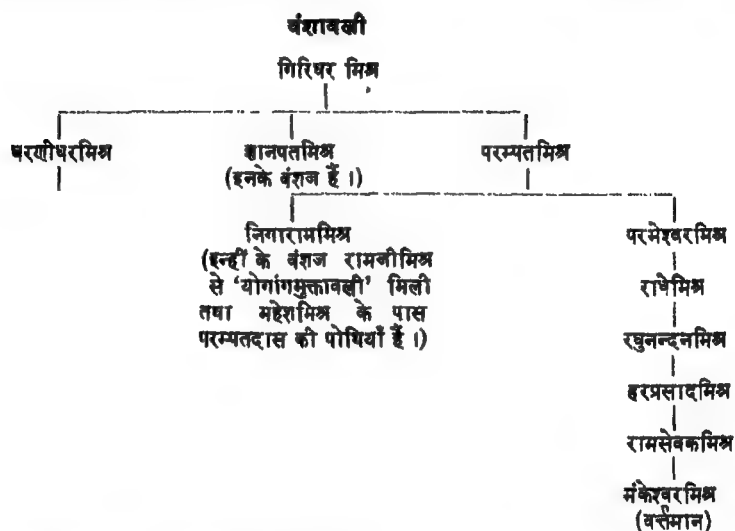 वंशावली
गिरिधर मिश्र
धरणीधरमिश्र ज्ञानपतमिश्र परम्पतमिश्र
(इनके वंशज हैं ।)
निगाराममिश्र परमेश्वरमिश्र
(इन्हीं के वंशज रामजीमिश्र
से ‘योगांगमुक्तावली’ मिली राधेमिश्र
तथा महेशमिश्र के पास
परम्पतदास की पोथियाँ हैं ।) रघुनन्दनमिश्र
हरप्रसादमिश्र
रामसेवकमिश्र
मंकेश्वरमिश्र
(वर्त्तमान)